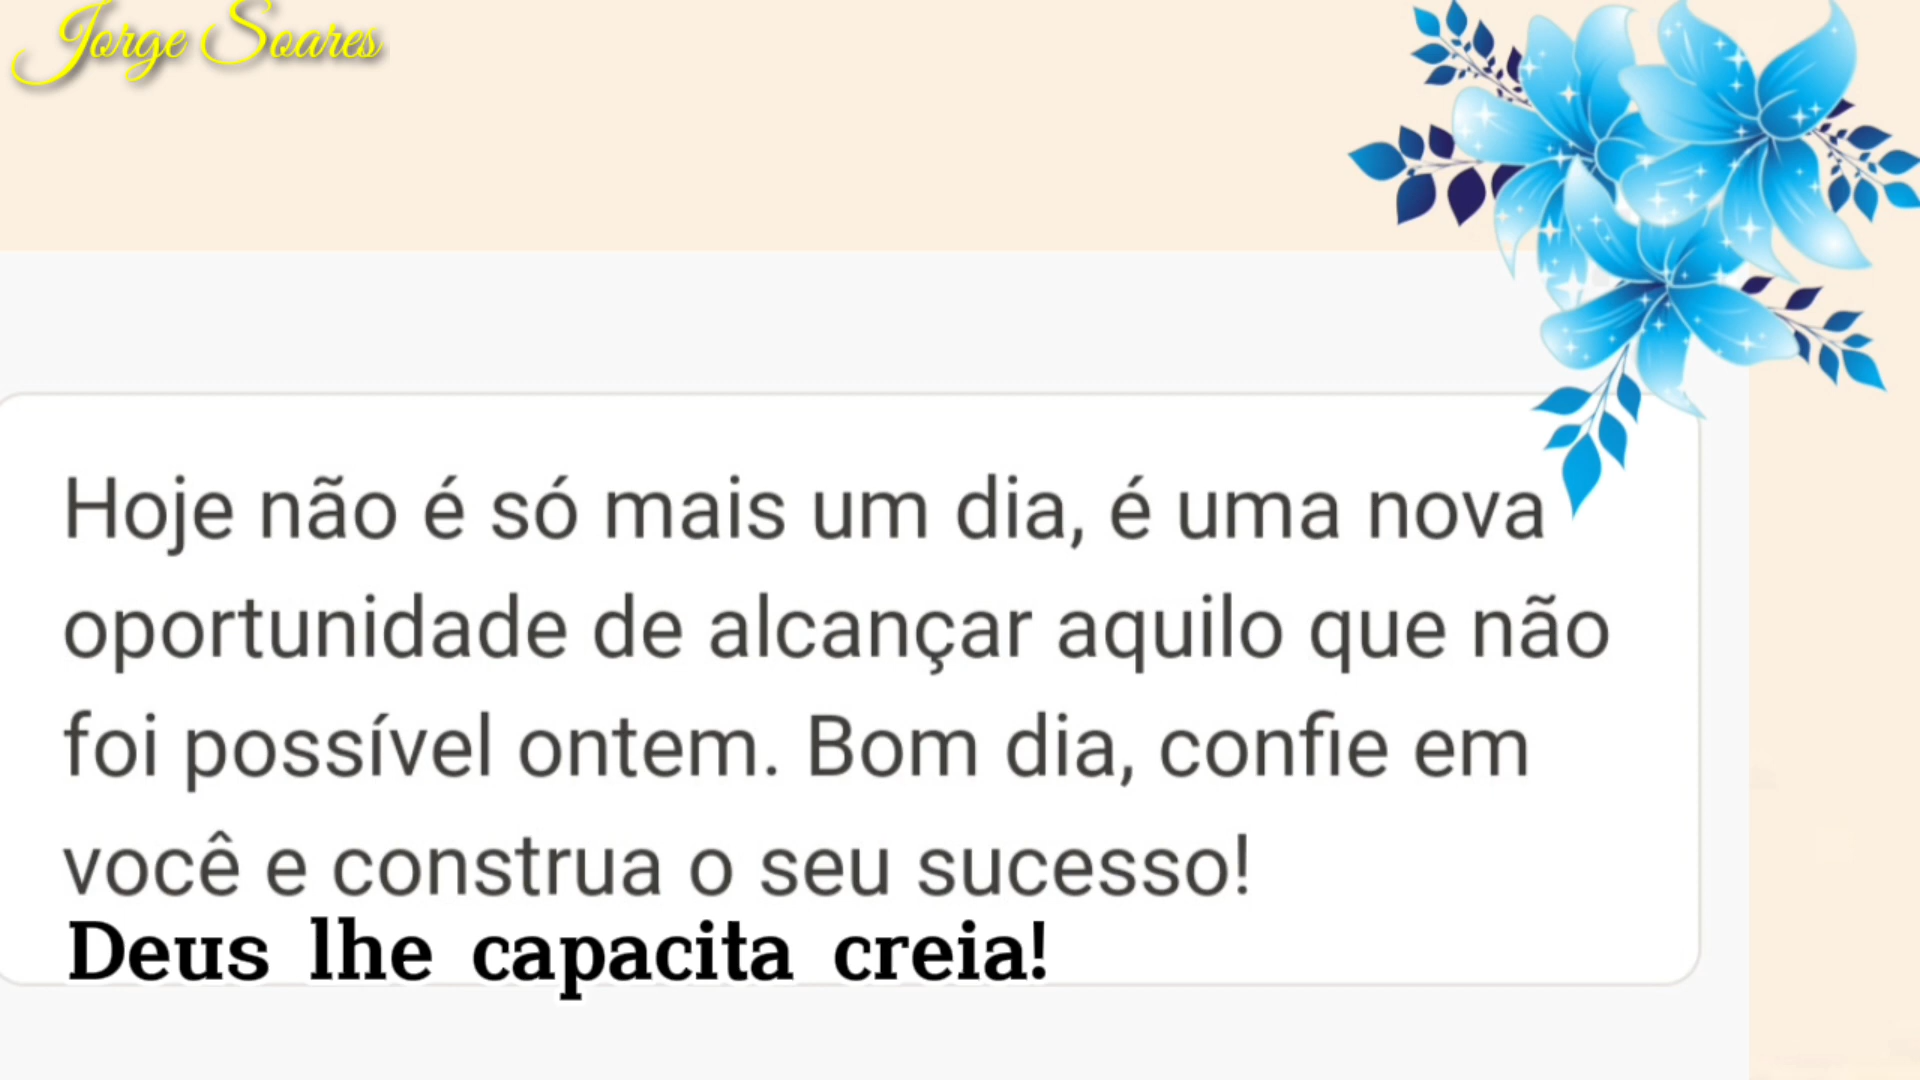 Jorge Soares
Hoje não é só mais um dia, é uma nova
oportunidade de alcançar aquilo que não
foi possível ontem. Bom dia, confie em
você e construa o seu sucesso!
Deus lhe capacita creia!